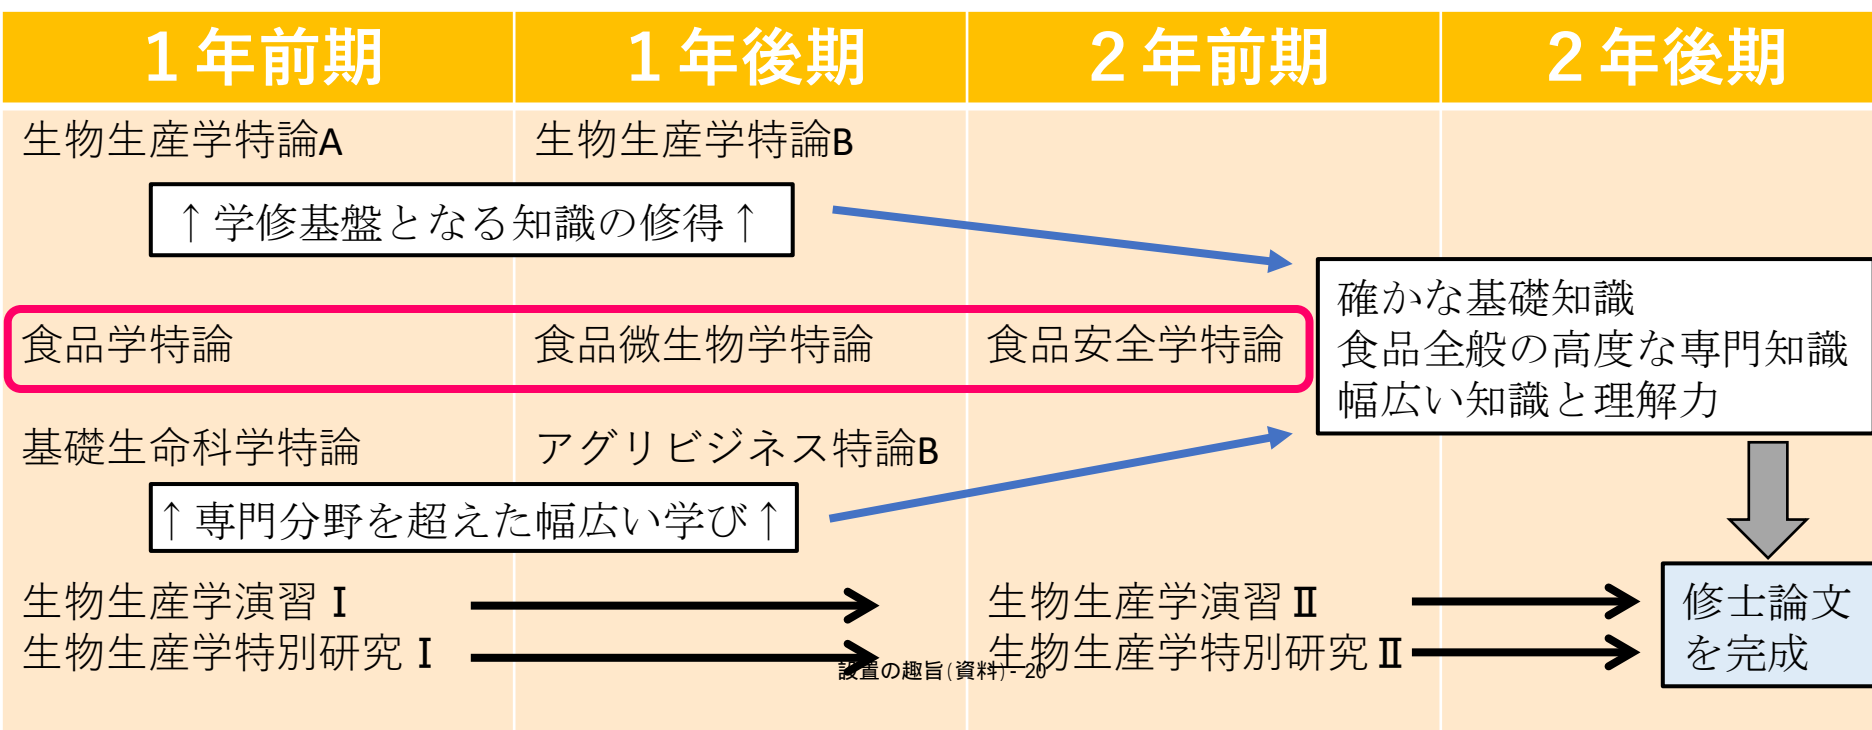 １年前期
１年後期
２年前期
２年後期
生物生産学特論A
生物生産学特論B
↑学修基盤となる知識の修得↑
食品学特論
食品微生物学特論
食品安全学特論
確かな基礎知識
食品全般の高度な専門知識
幅広い知識と理解力
基礎生命科学特論
アグリビジネス特論B
↑専門分野を超えた幅広い学び↑
生物生産学演習Ⅰ
生物生産学特別研究Ⅰ
生物生産学演習Ⅱ
生物生産学特別研究Ⅱ
修士論文
を完成
設置の趣旨(資料)- 20